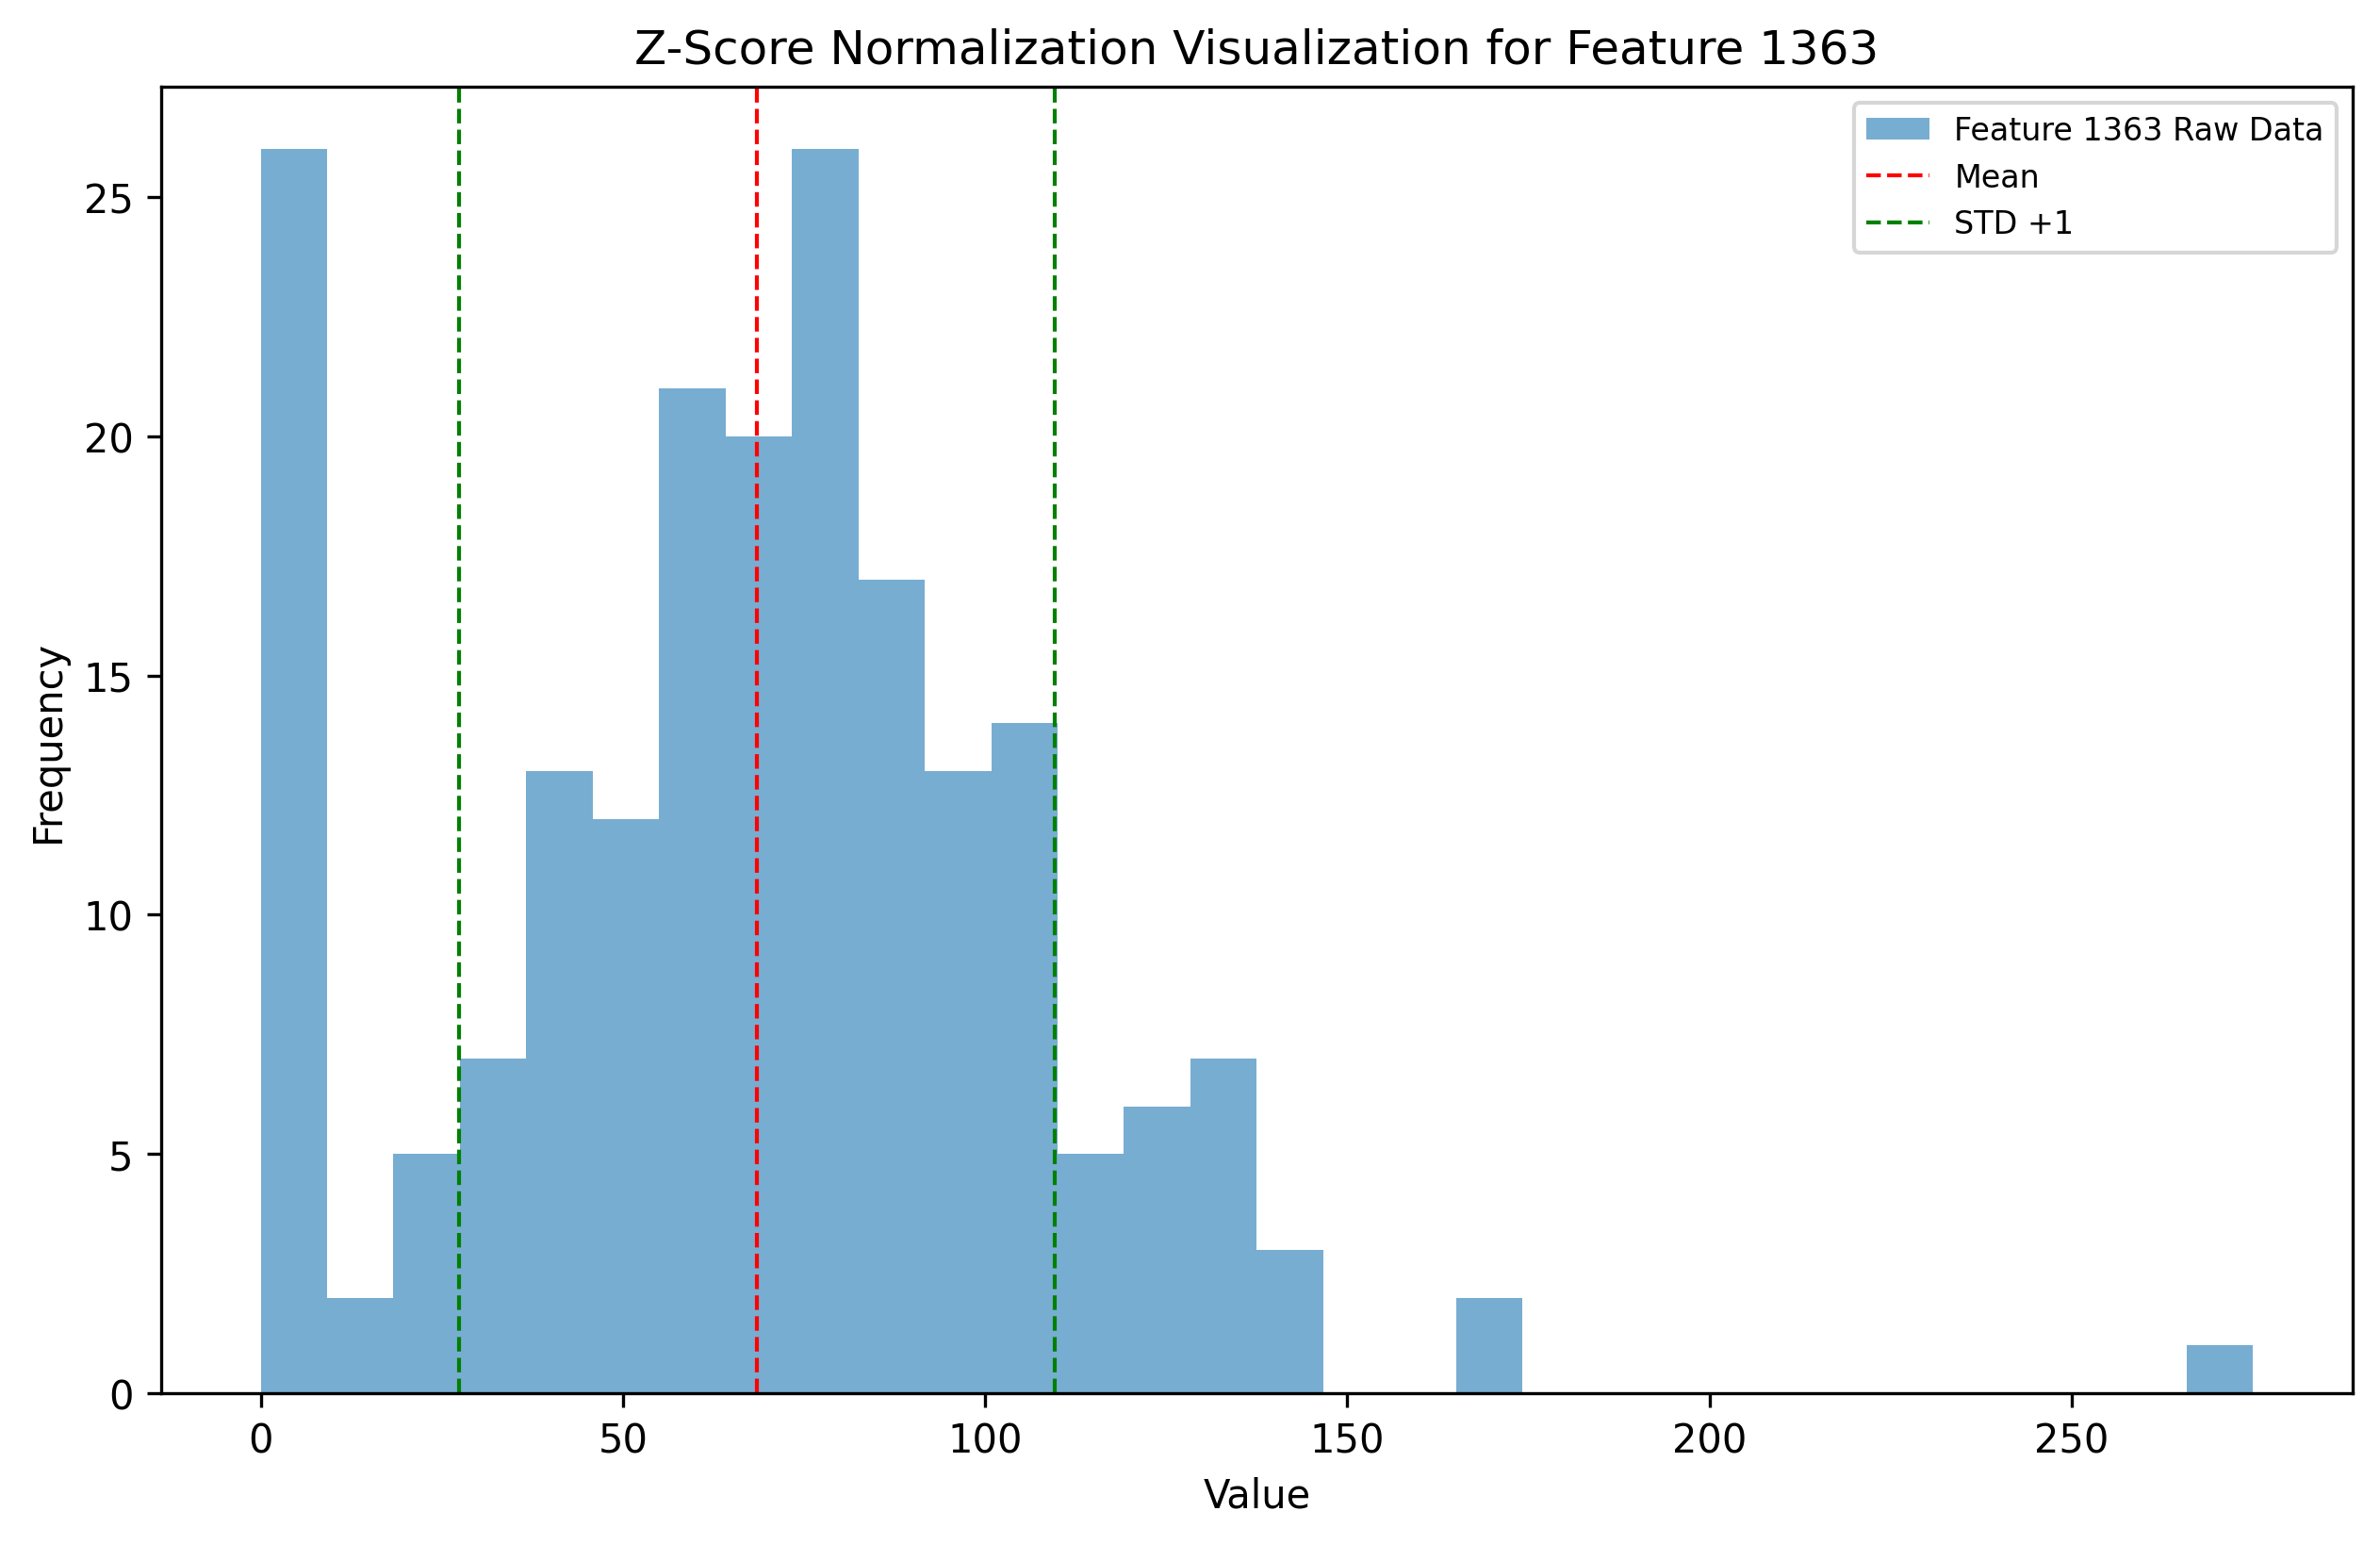 Z-Score Normalization Visualization for Feature 1363
Feature 1363 Raw Data
Mean
STD +1
25
20
15
10
5
0
Frequency
0 50 100 150 200 250
Value